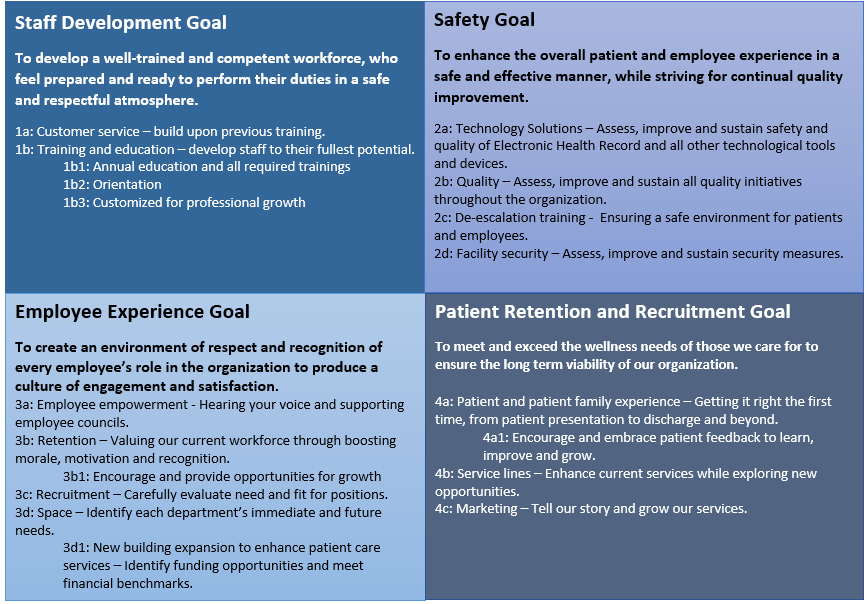 Staff Development Goal
To develop a well-trained and competent workforce, who
feel prepared and ready to perform their duties in a safe
and respectful atmosphere.
1a: Customer service – build upon previous training.
1b: Training and education – develop staff to their fullest potential.
1b1: Annual education and all required trainings
1b2: Orientation
1b3: Customized for professional growth
Safety Goal
To enhance the overall patient and employee experience in a
safe and effective manner, while striving for continual quality
improvement.
2a: Technology Solutions – Assess, improve and sustain safety and
quality of Electronic Health Record and all other technological tools
and devices.
2b: Quality – Assess, improve and sustain all quality initiatives
throughout the organization.
2c: De-escalation training - Ensuring a safe environment for patients
and employees.
2d: Facility security – Assess, improve and sustain security measures.
Employee Experience Goal
To create an environment of respect and recognition of
every employee’s role in the organization to produce a
culture of engagement and satisfaction.
3a: Employee empowerment - Hearing your voice and supporting
employee councils.
3b: Retention – Valuing our current workforce through boosting
morale, motivation and recognition.
3b1: Encourage and provide opportunities for growth
3c: Recruitment – Carefully evaluate need and fit for positions.
3d: Space – Identify each department’s immediate and future
needs.
3d1: New building expansion to enhance patient care
services – Identify funding opportunities and meet
financial benchmarks.
Patient Retention and Recruitment Goal
To meet and exceed the wellness needs of those we care for to
ensure the long term viability of our organization.
4a: Patient and patient family experience – Getting it right the first
time, from patient presentation to discharge and beyond.
4a1: Encourage and embrace patient feedback to learn,
improve and grow.
4b: Service lines – Enhance current services while exploring new
opportunities.
4c: Marketing – Tell our story and grow our services.